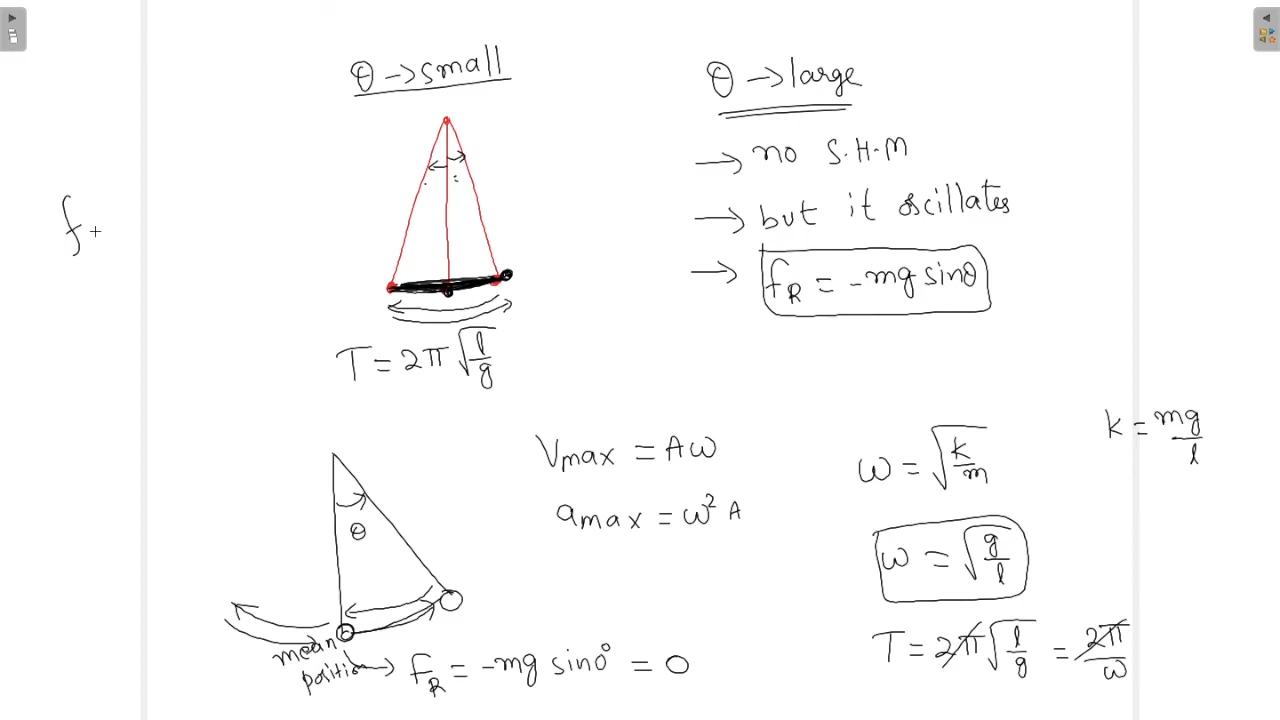 θ → small
T = 2π √(l/g)
θ → large
→ no S.H.M
→ but it oscillates
→ f_R = -mg sinθ
f
θ
mean position → f_R = -mg sin0° = 0
V_max = Aω
a_max = ω² A
ω = √(k/m)
k = mg/l
ω = √(g/l)
T = 2π √(l/g) = 2π/ω